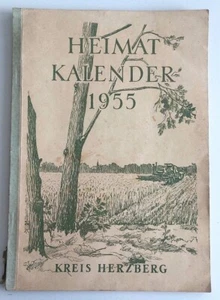 HEIMAT
KALENDER
1955
KREIS HERZBERG